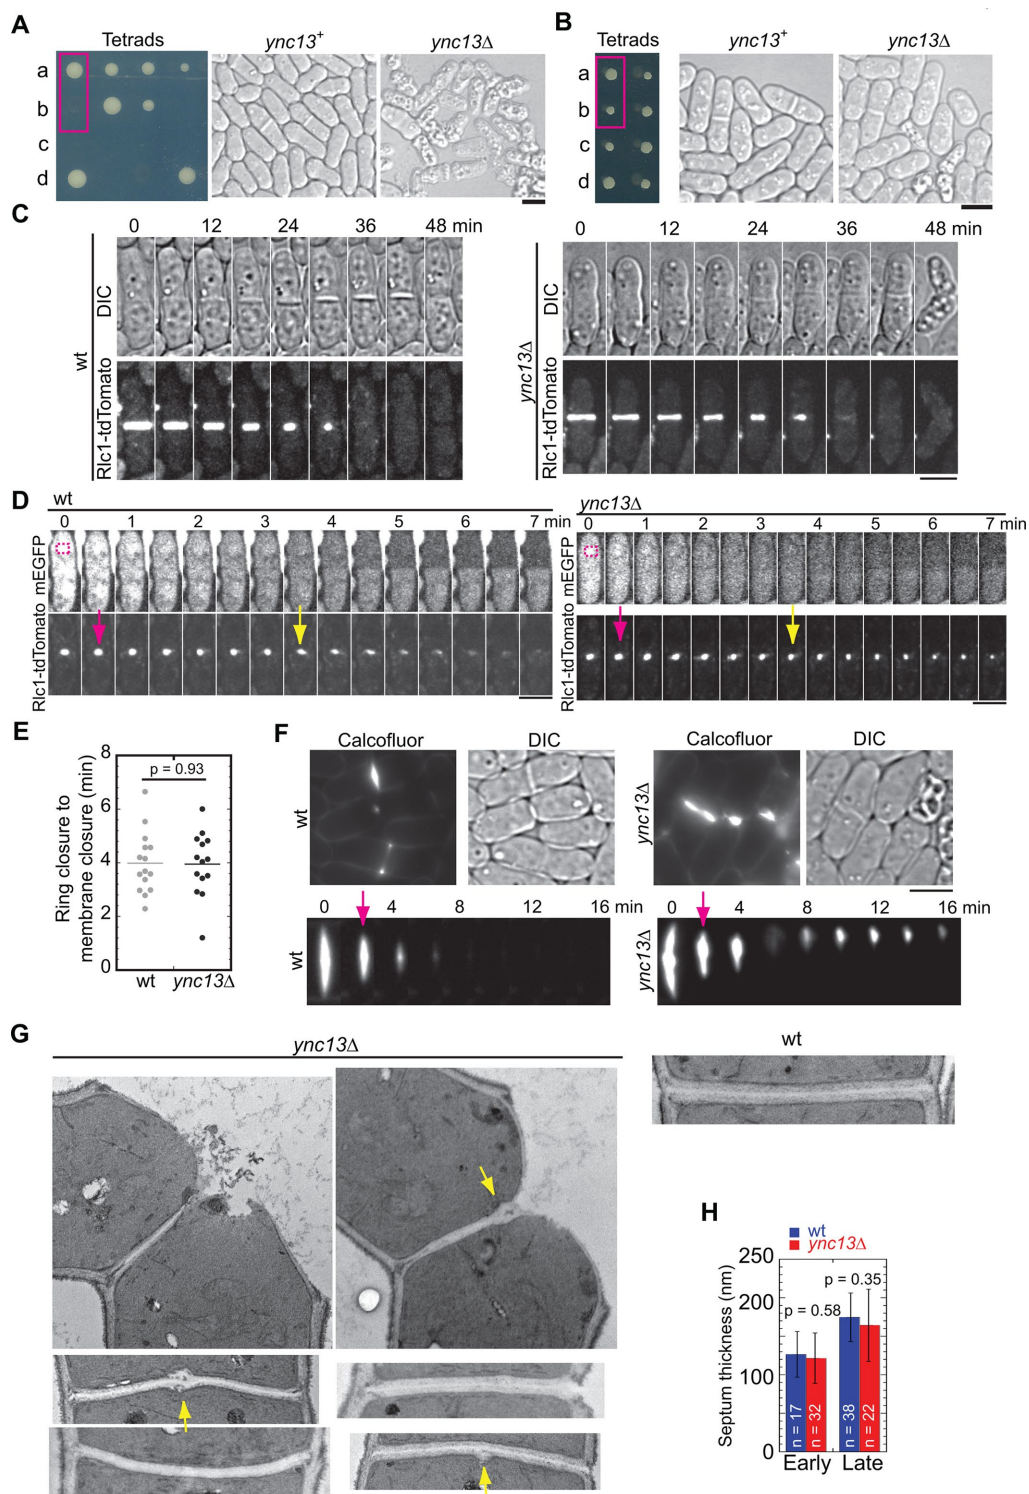 A
Tetrads
ync13+
ync13Δ
a
b
c
d
B
Tetrads
ync13+
ync13Δ
a
b
c
d
C
0 12 24 36 48 min
wt
DIC
Rlc1-tdTomato
0 12 24 36 48 min
ync13Δ
DIC
Rlc1-tdTomato
D
wt
0 1 2 3 4 5 6 7 min
mEGFP
Rlc1-tdTomato
ync13Δ
0 1 2 3 4 5 6 7 min
mEGFP
Rlc1-tdTomato
E
Ring closure to
membrane closure (min)
8
6
4
2
0
p = 0.93
wt ync13Δ
F
Calcofluor DIC
wt
0 4 8 12 16 min
wt
Calcofluor DIC
ync13Δ
0 4 8 12 16 min
ync13Δ
G
ync13Δ
wt
H
wt
ync13Δ
Septum thickness (nm)
250
200
100
0
p = 0.58
p = 0.35
n = 17
n = 32
n = 38
n = 22
Early Late